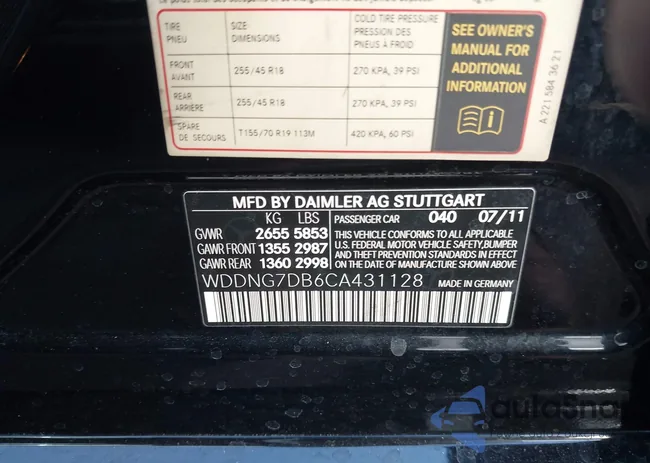 TIRE SIZE COLD TIRE PRESSURE
PNEU DIMENSIONS PRESSION DES
PNEUS À FROID
FRONT 255/45 R18 270 KPA, 39 PSI
AVANT
REAR 255/45 R18 270 KPA, 39 PSI
ARRIÈRE
SPARE T155/70 R19 113M 420 KPA, 60 PSI
DE SECOURS
SEE OWNER'S
MANUAL FOR
ADDITIONAL
INFORMATION
A 221 584 36 21
MFD BY DAIMLER AG STUTTGART
KG LBS PASSENGER CAR 040 07/11
GVWR 2655 5853
GAWR FRONT 1355 2987
GAWR REAR 1360 2998
THIS VEHICLE CONFORMS TO ALL APPLICABLE
U.S. FEDERAL MOTOR VEHICLE SAFETY, BUMPER
AND THEFT PREVENTION STANDARDS IN EFFECT
ON THE DATE OF MANUFACTURE SHOWN ABOVE.
WDDNG7DB6CA431128 MADE IN GERMANY